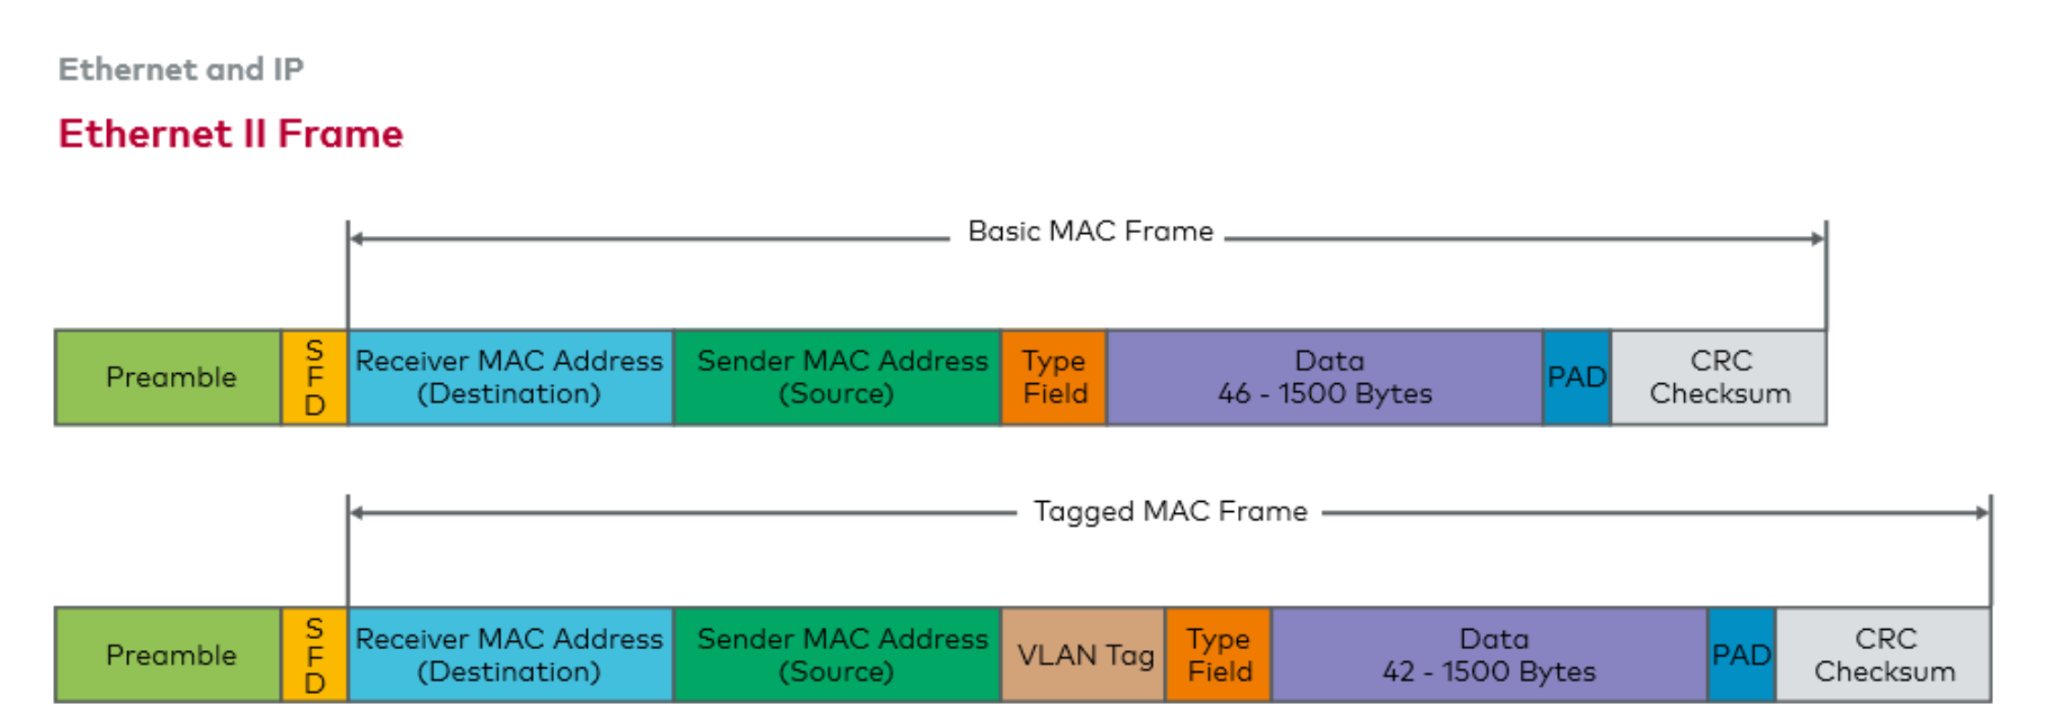 Ethernet and IP
Ethernet II Frame
Basic MAC Frame
Preamble
S
F
D
Receiver MAC Address
(Destination)
Sender MAC Address
(Source)
Type
Field
Data
46 - 1500 Bytes
PAD
CRC
Checksum
Tagged MAC Frame
Preamble
S
F
D
Receiver MAC Address
(Destination)
Sender MAC Address
(Source)
VLAN Tag
Type
Field
Data
42 - 1500 Bytes
PAD
CRC
Checksum